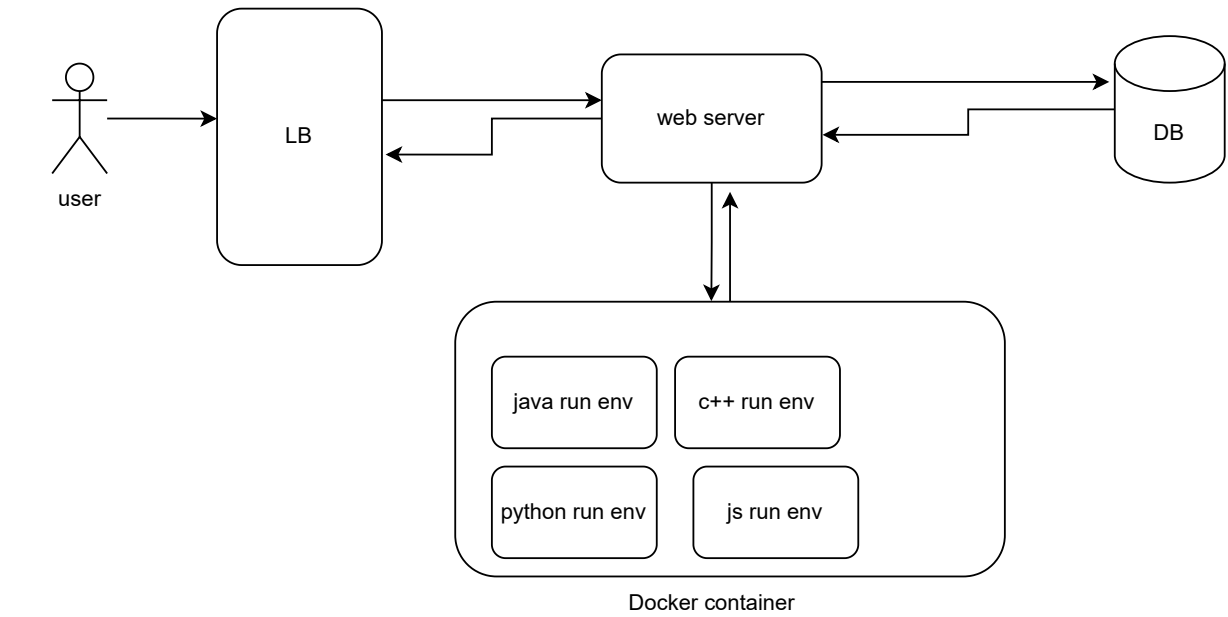 LB
web server
DB
user
java run env
c++ run env
python run env
js run env
Docker container